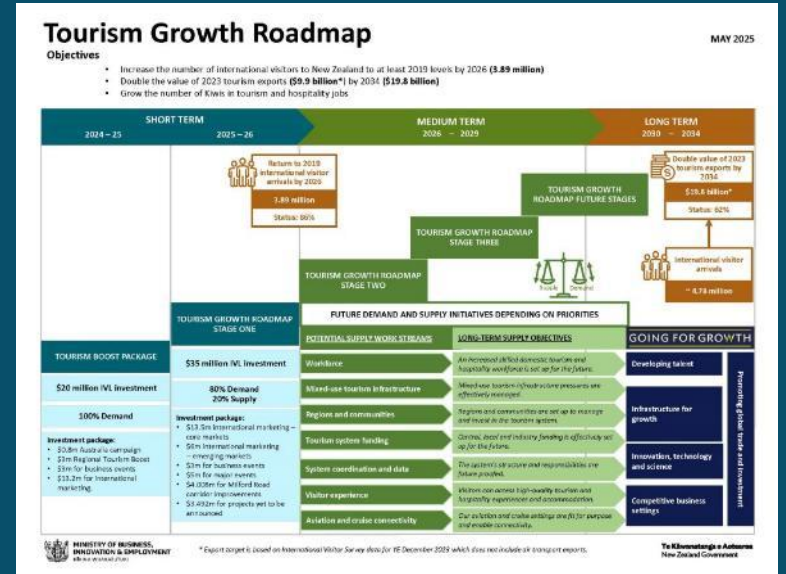 Tourism Growth Roadmap
MAY 2025
Objectives
• Increase the number of international visitors to New Zealand to at least 2019 levels by 2026 (3.89 million)
• Double the value of 2023 tourism exports ($9.9 billion*) by 2034 ($19.8 billion)
• Grow the number of Kiwis in tourism and hospitality jobs
SHORT TERM
2024 – 25
2025 – 26
MEDIUM TERM
2026 – 2029
LONG TERM
2030 – 2034
Return to 2019
international visitor
arrivals by 2026
3.89 million
Status: 86%
Double value of 2023
tourism exports by
2034
$19.8 billion*
Status: 62%
TOURISM GROWTH
ROADMAP FUTURE STAGES
TOURISM GROWTH ROADMAP
STAGE THREE
International visitor
arrivals
~ 4.78 million
TOURISM GROWTH ROADMAP
STAGE TWO
Demand
TOURISM GROWTH ROADMAP
STAGE ONE
FUTURE DEMAND AND SUPPLY INITIATIVES DEPENDING ON PRIORITIES
POTENTIAL SUPPLY WORK STREAMS
LONG-TERM SUPPLY OBJECTIVES
GOING FOR GROWTH
TOURISM BOOST PACKAGE
$20 million IVL investment
100% Demand
Investment package:
• $0.8m Australia campaign
• $3m Regional Tourism Boost
• $3m for business events
• $13.2m for International
marketing.
$35 million IVL investment
80% Demand
20% Supply
Investment package:
• $13.5m international marketing –
core markets
• $6m international marketing
– emerging markets
• $3m for business events
• $5m for major events
• $4.008m for Milford Road
corridor improvements
• $3.492m for projects yet to be
announced
Workforce
An increased skilled domestic tourism and
hospitality workforce is set up for the future.
Mixed-use tourism infrastructure
Mixed-use tourism infrastructure pressures are
effectively managed.
Regions and communities
Regions and communities are set up to manage
and invest in the tourism system.
Tourism system funding
Central, local and industry funding is effectively set
up for the future.
System coordination and data
The system's structure and responsibilities are
future proofed.
Visitor experience
Visitors can access high-quality tourism and
hospitality experiences and accommodation.
Aviation and cruise connectivity
Our aviation and cruise settings are fit for purpose
and enable connectivity.
Developing talent
Infrastructure for
growth
Innovation, technology
and science
Competitive business
settings
Promoting global trade and investment
MINISTRY OF BUSINESS,
INNOVATION & EMPLOYMENT
HĪKINA WHAKATUTUKI
* Export target is based on International Visitor Survey data for YE December 2023 which does not include air transport exports.
Te Kāwanatanga o Aotearoa
New Zealand Government